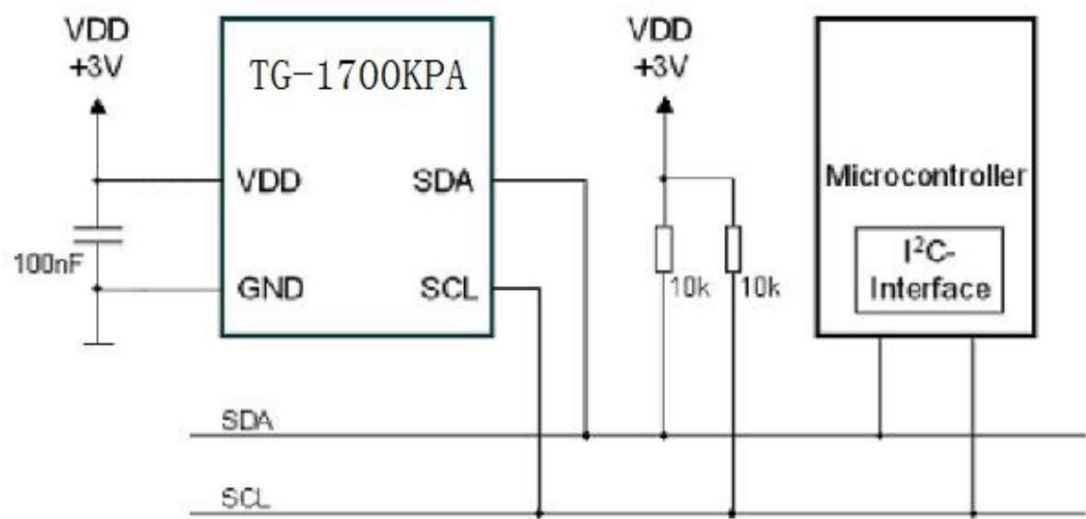 VDD
+3V
TG-1700KPA
VDD
SDA
100nF
GND
SCL
VDD
+3V
10k
10k
Microcontroller
I²C-
Interface
SDA
SCL